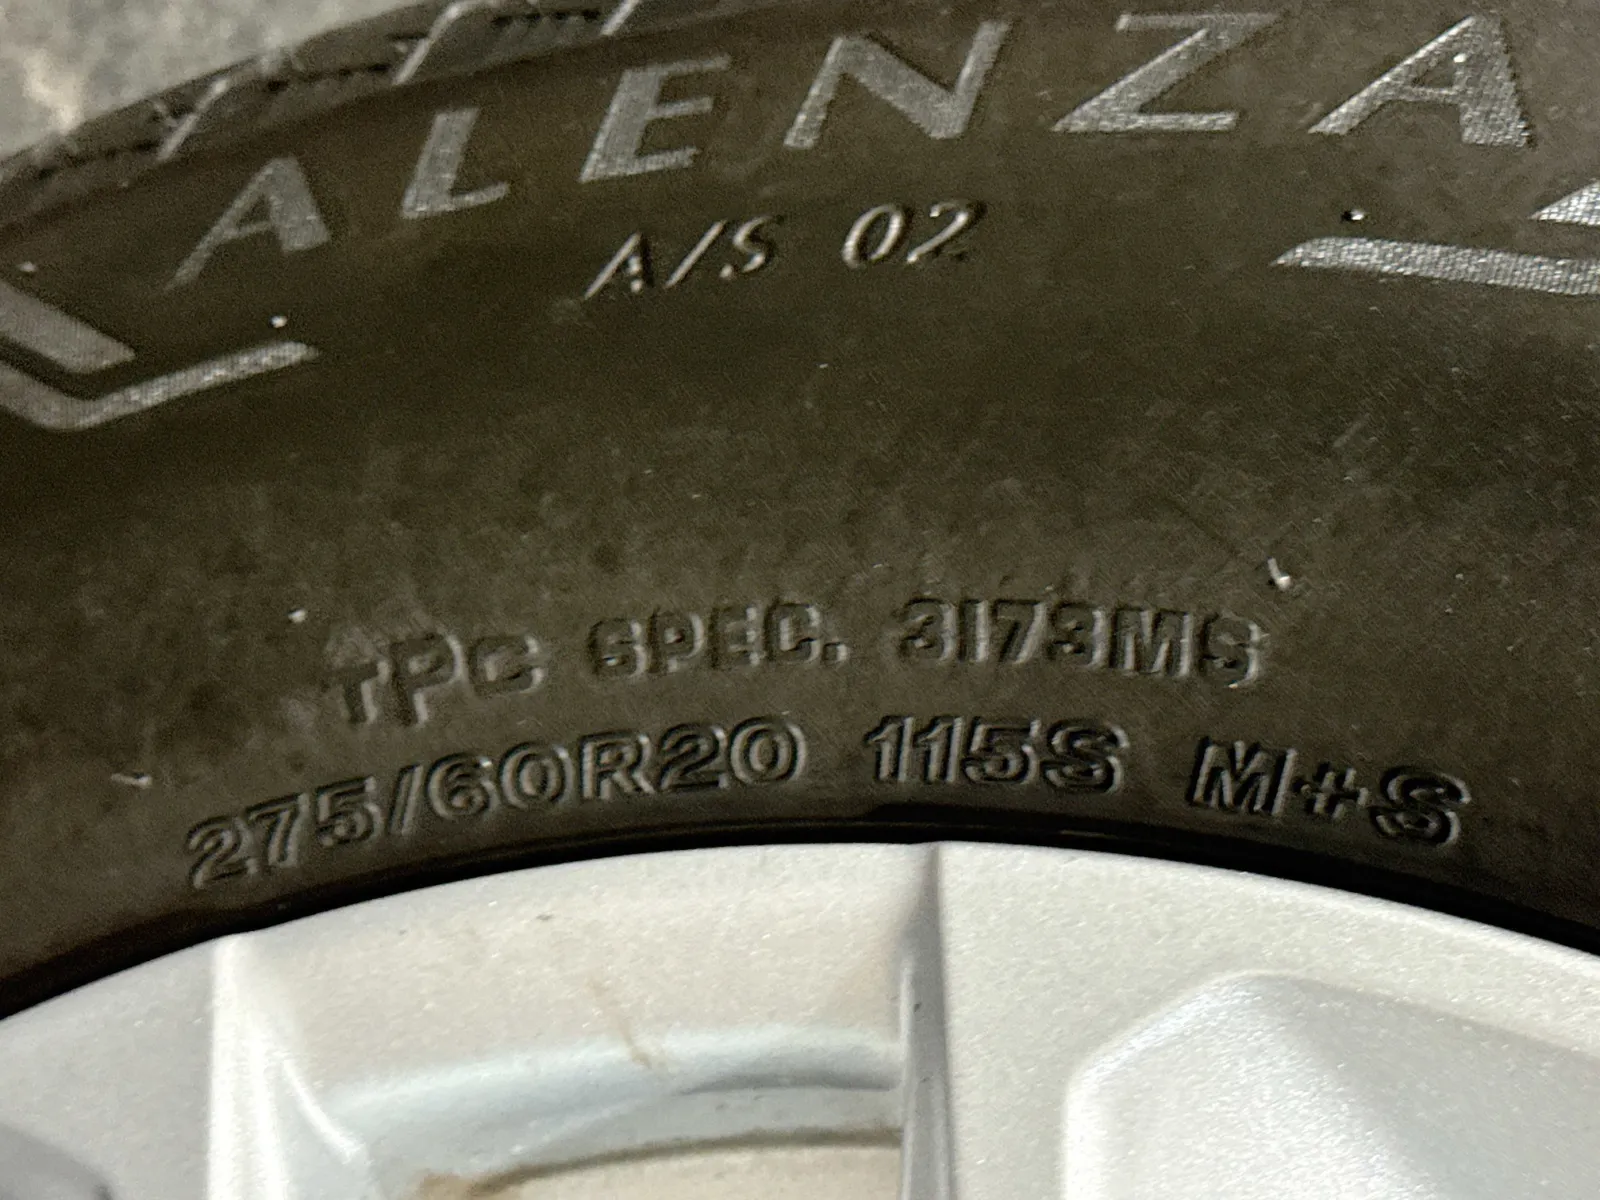 ALENZA
A/S 02
TPC SPEC. 3173MS
275/60R20 115S M+S